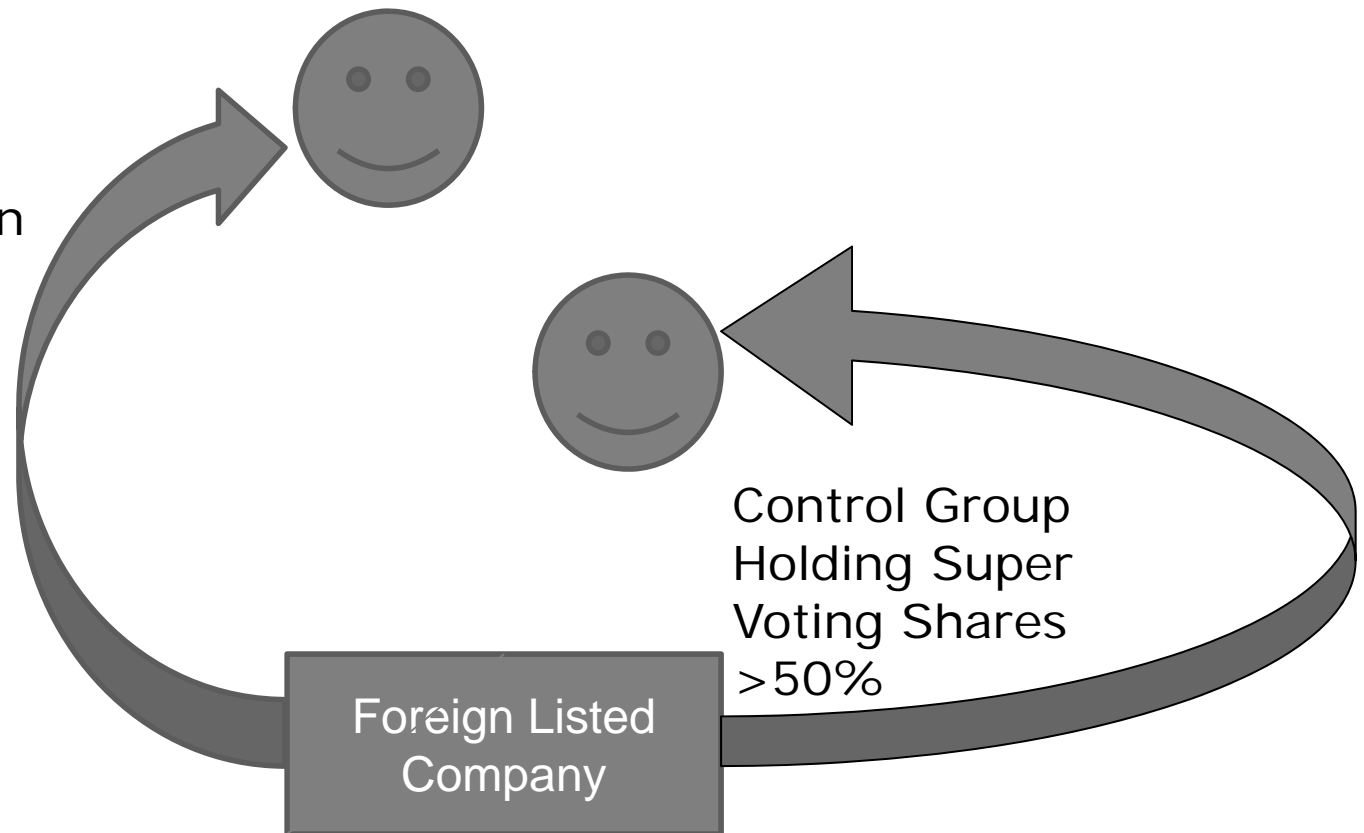 n
Control Group
Holding Super
Voting Shares
>50%
Foreign Listed
Company